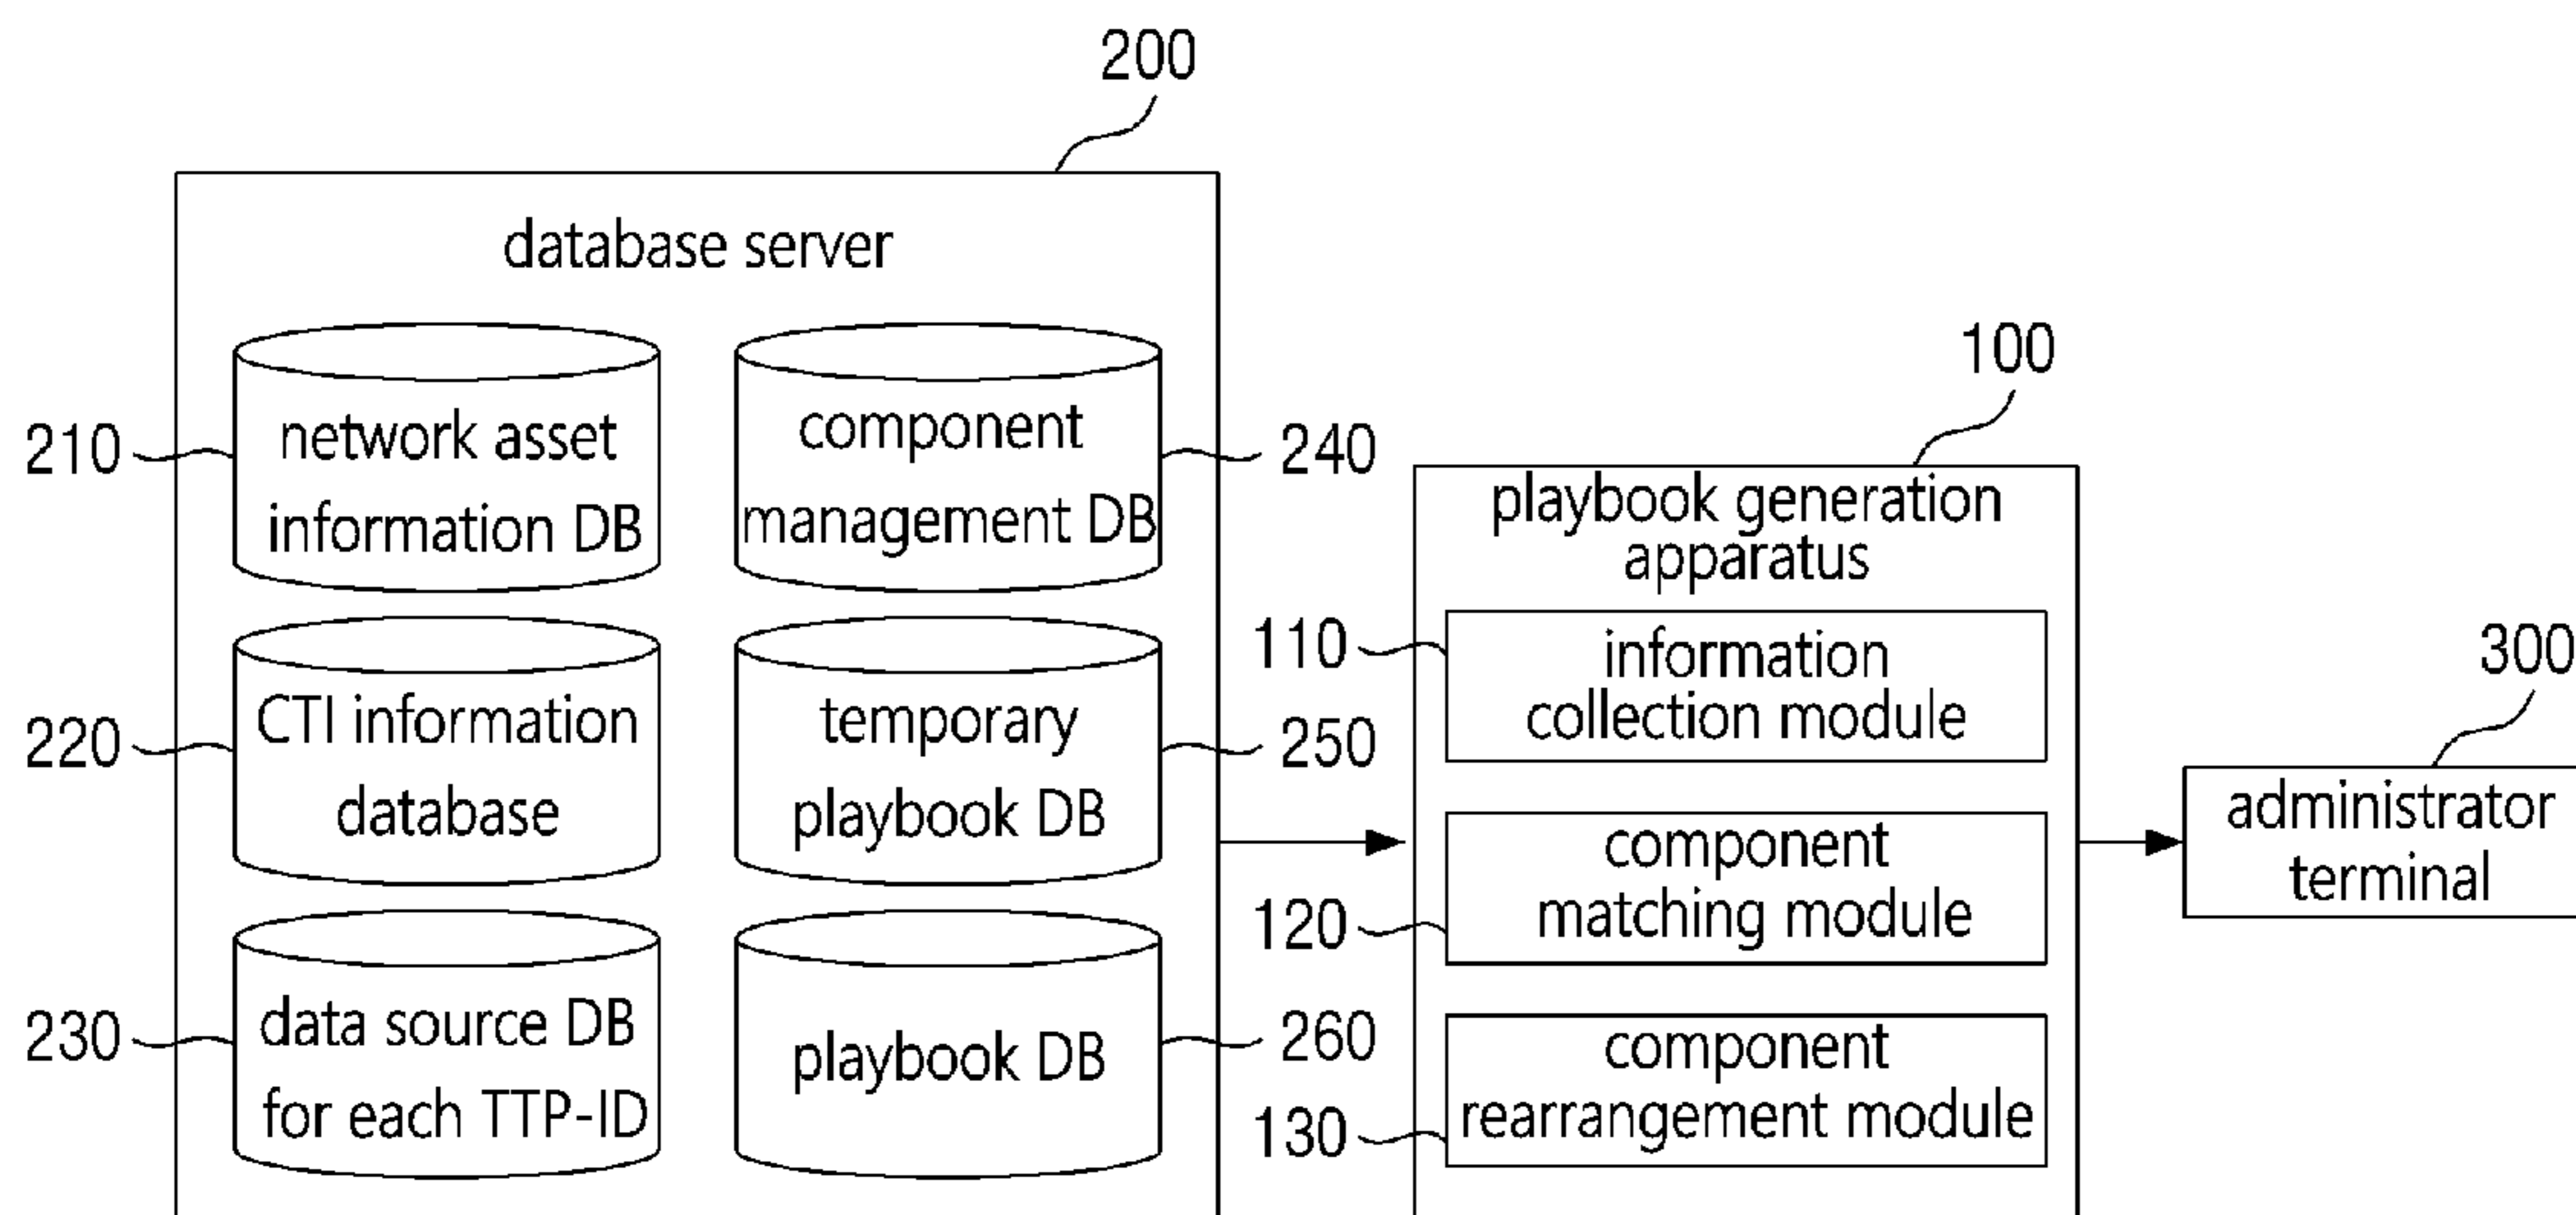 200
database server
210
network asset
information DB
component
management DB
240
220
CTI information
database
temporary
playbook DB
250
230
data source DB
for each TTP-ID
playbook DB
260
100
playbook generation
apparatus
110
information
collection module
120
component
matching module
130
component
rearrangement module
300
administrator
terminal